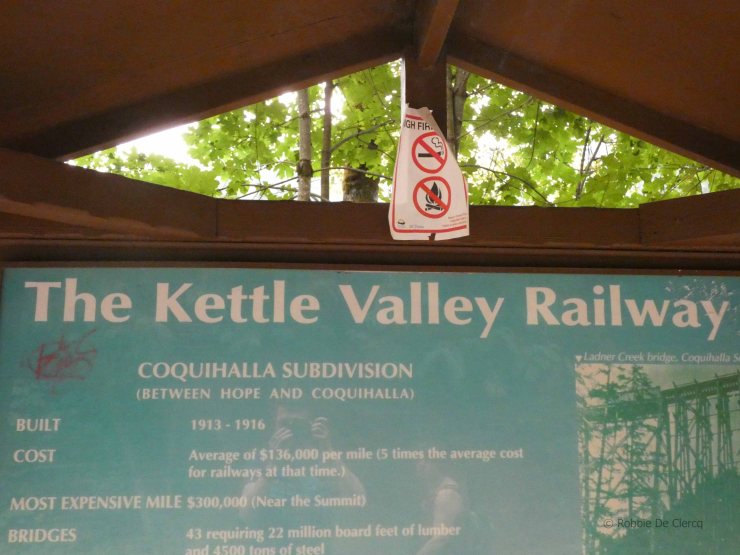 GH FIR
The Kettle Valley Railway
COQUIHALLA SUBDIVISION
(BETWEEN HOPE AND COQUIHALLA)
Ladner Creek bridge, Coquihalla S
BUILT 1913 - 1916
COST Average of $136,000 per mile (5 times the average cost
for railways at that time.)
MOST EXPENSIVE MILE $300,000 (Near the Summit)
BRIDGES 43 requiring 22 million board feet of lumber
and 4500 tons of steel
© Robbie De Clercq